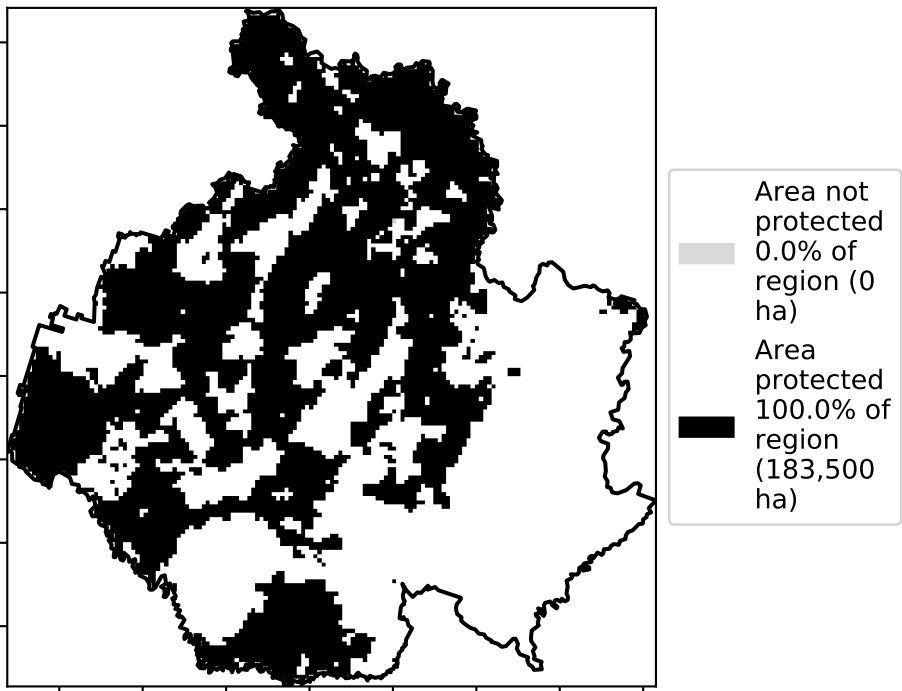 Area not
protected
0.0% of
region (0
ha)
Area
protected
100.0% of
region
(183,500
ha)